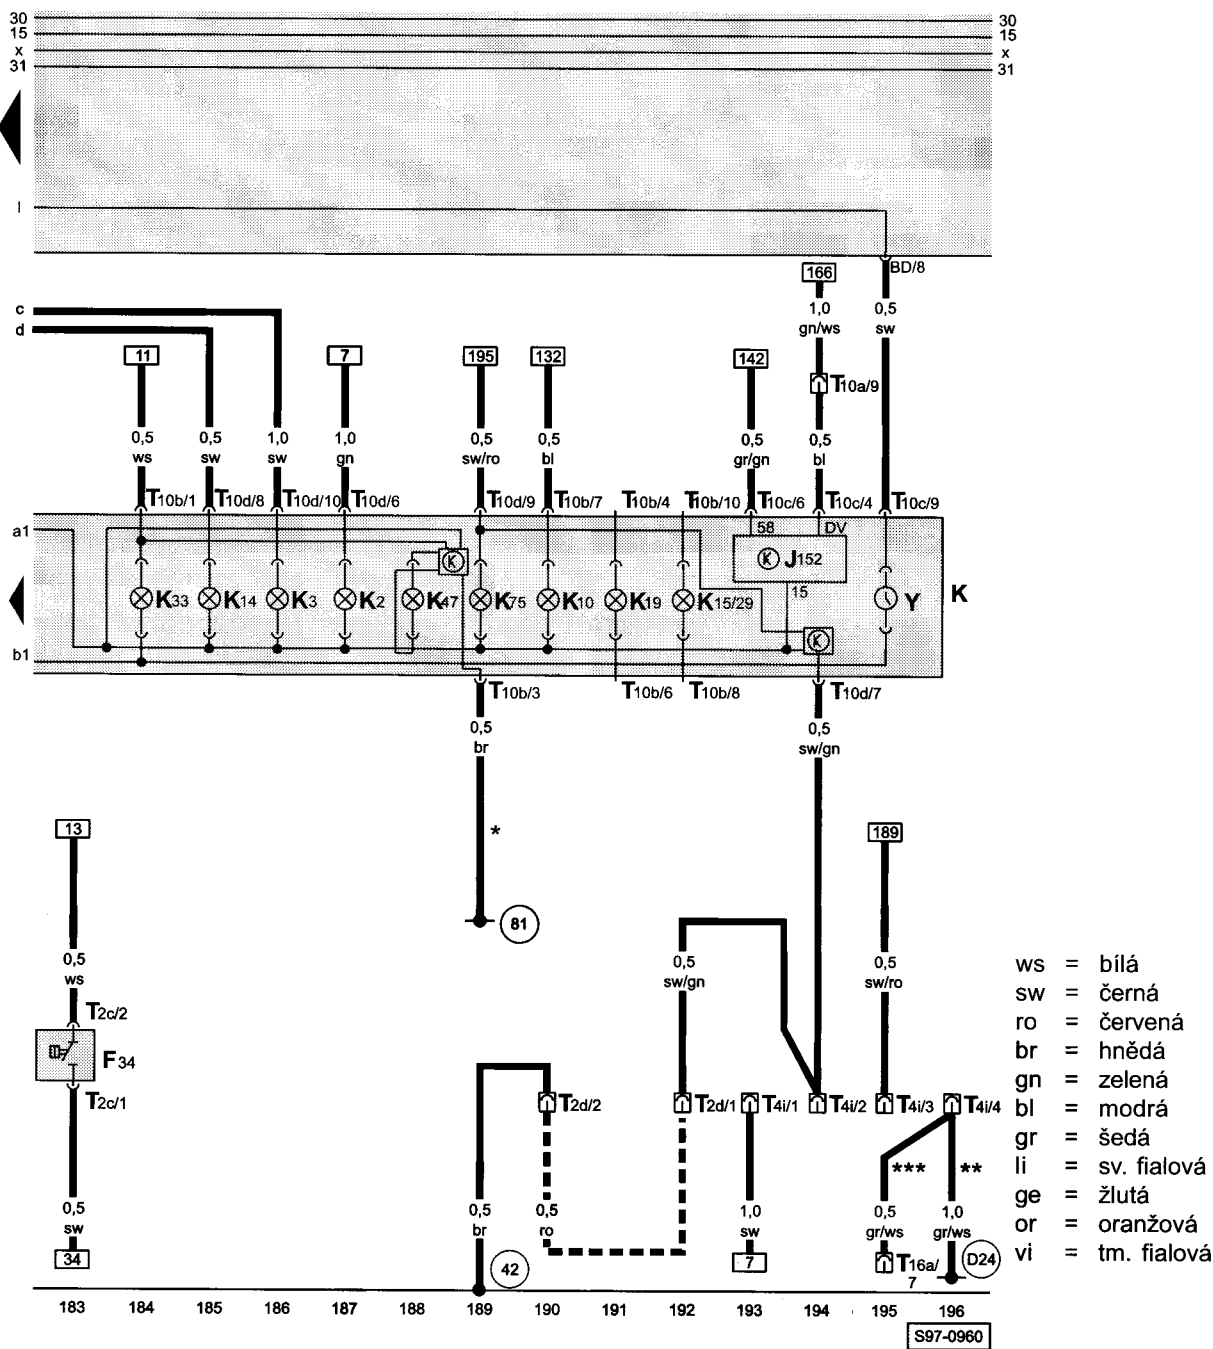 30 30
15 15
x x
31 31
l
BD/8
166
c
1,0 0,5
d
gn/ws sw
11 7 195 132 142
T10a/9
0,5 0,5 1,0 1,0 0,5 0,5 0,5 0,5
ws sw sw gn sw/ro bl gr/gn bl
T10b/1 T10d/8 T10d/10 T10d/6 T10d/9 T10b/7 T10b/4 T10b/10 T10c/6 T10c/4 T10c/9
a1 58 DV
K J152
15
K33 K14 K3 K2 K47 K75 K10 K19 K15/29 Y K
K
K
b1
T10b/3 T10b/6 T10b/8 T10d/7
0,5 0,5
br sw/gn
13 * 189
81
0,5 0,5 0,5
ws sw/gn sw/ro
T2c/2
F34
T2c/1
T2d/2 T2d/1 T4i/1 T4i/2 T4i/3 T4i/4
*** **
0,5 0,5 0,5 1,0 0,5 1,0
sw br ro sw gr/ws gr/ws
34 42 7 T16a/7 D24
183 184 185 186 187 188 189 190 191 192 193 194 195 196
S97-0960
ws = bílá
sw = černá
ro = červená
br = hnědá
gn = zelená
bl = modrá
gr = šedá
li = sv. fialová
ge = žlutá
or = oranžová
vi = tm. fialová